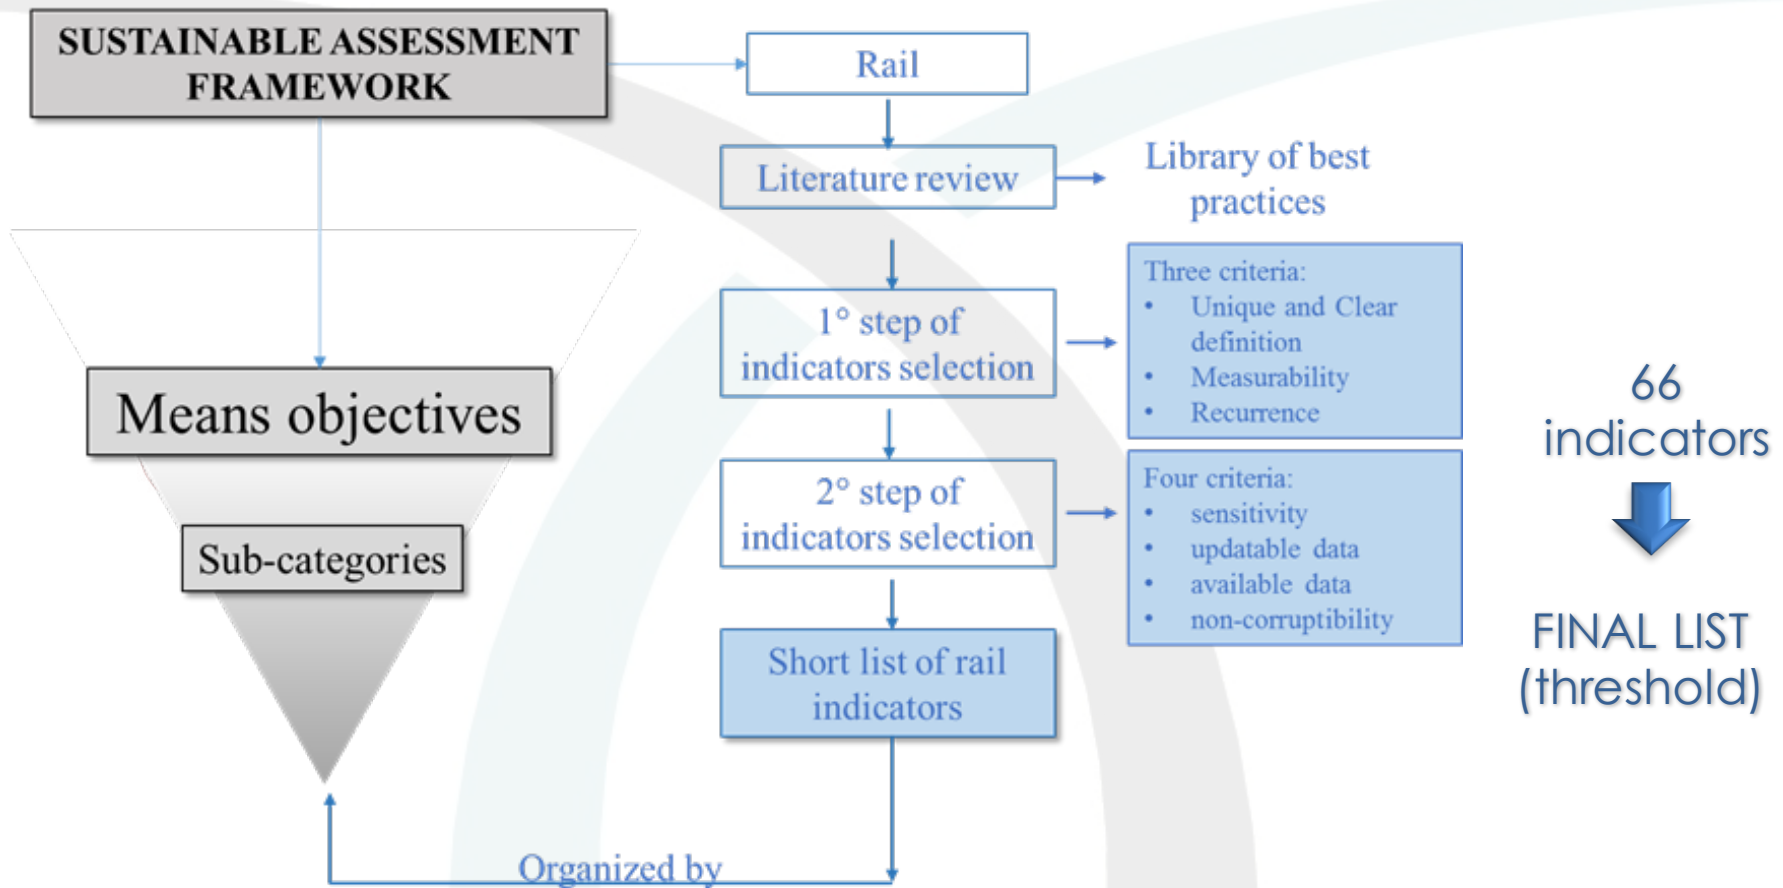 SUSTAINABLE ASSESSMENT
FRAMEWORK
Rail
Literature review
Library of best
practices
1° step of
indicators selection
Three criteria:
• Unique and Clear
definition
• Measurability
• Recurrence
Means objectives
Sub-categories
2° step of
indicators selection
Four criteria:
• sensitivity
• updatable data
• available data
• non-corruptibility
Short list of rail
indicators
Organized by
66
indicators
FINAL LIST
(threshold)